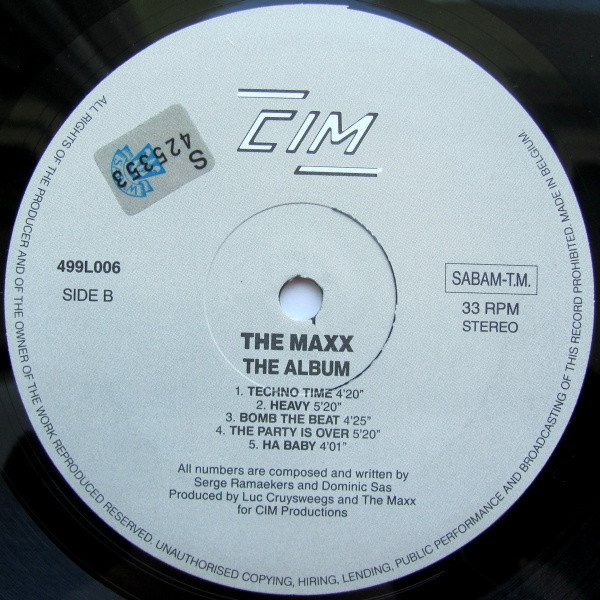 CIM
S
425353
499L006
SIDE B
SABAM-T.M.
33 RPM
STEREO
THE MAXX
THE ALBUM
1. TECHNO TIME 4'20"
2. HEAVY 5'20"
3. BOMB THE BEAT 4'25"
4. THE PARTY IS OVER 5'20"
5. HA BABY 4'01"
All numbers are composed and written by
Serge Ramaekers and Dominic Sas
Produced by Luc Cruysweegs and The Maxx
for CIM Productions
ALL RIGHTS OF THE PRODUCER AND OF THE OWNER OF THE WORK REPRODUCED RESERVED. UNAUTHORISED COPYING, HIRING, LENDING, PUBLIC PERFORMANCE AND BROADCASTING OF THIS RECORD PROHIBITED. MADE IN BELGIUM.